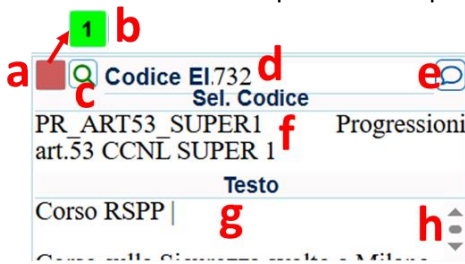 1 b
a c Codice El.732 d e
Sel. Codice
PR_ART53_SUPER1 f Progressioni
art.53 CCNL SUPER 1
Testo
Corso RSPP | g h